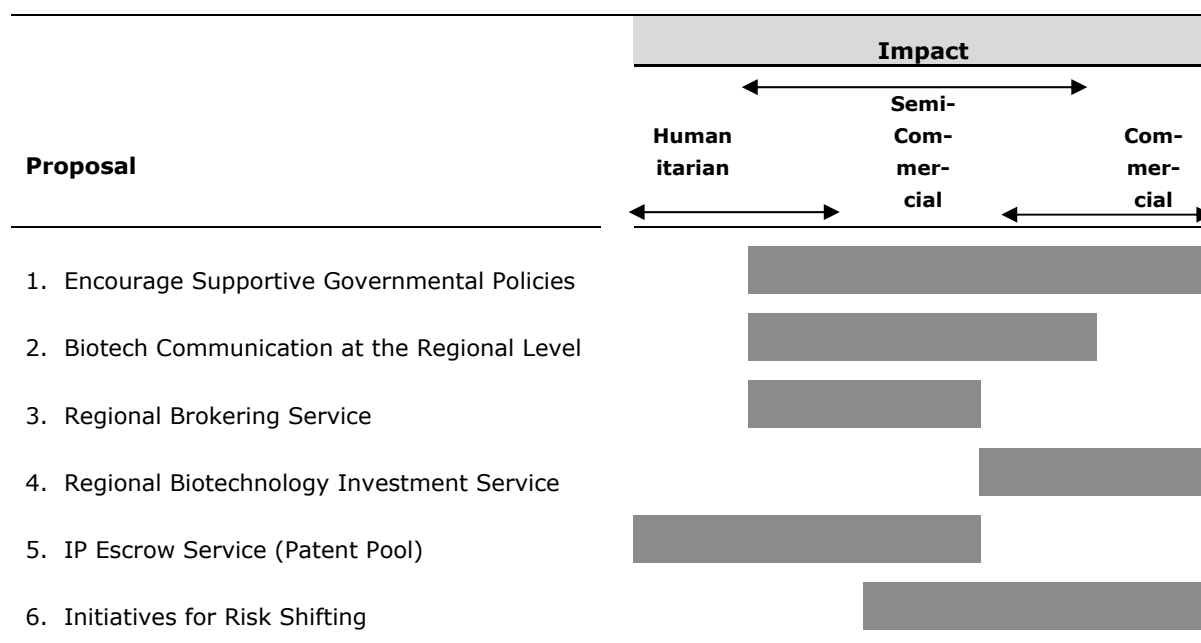 Impact
Semi-
Human Com- Com-
Proposal itarian mer- mer-
cial cial
1. Encourage Supportive Governmental Policies
2. Biotech Communication at the Regional Level
3. Regional Brokering Service
4. Regional Biotechnology Investment Service
5. IP Escrow Service (Patent Pool)
6. Initiatives for Risk Shifting